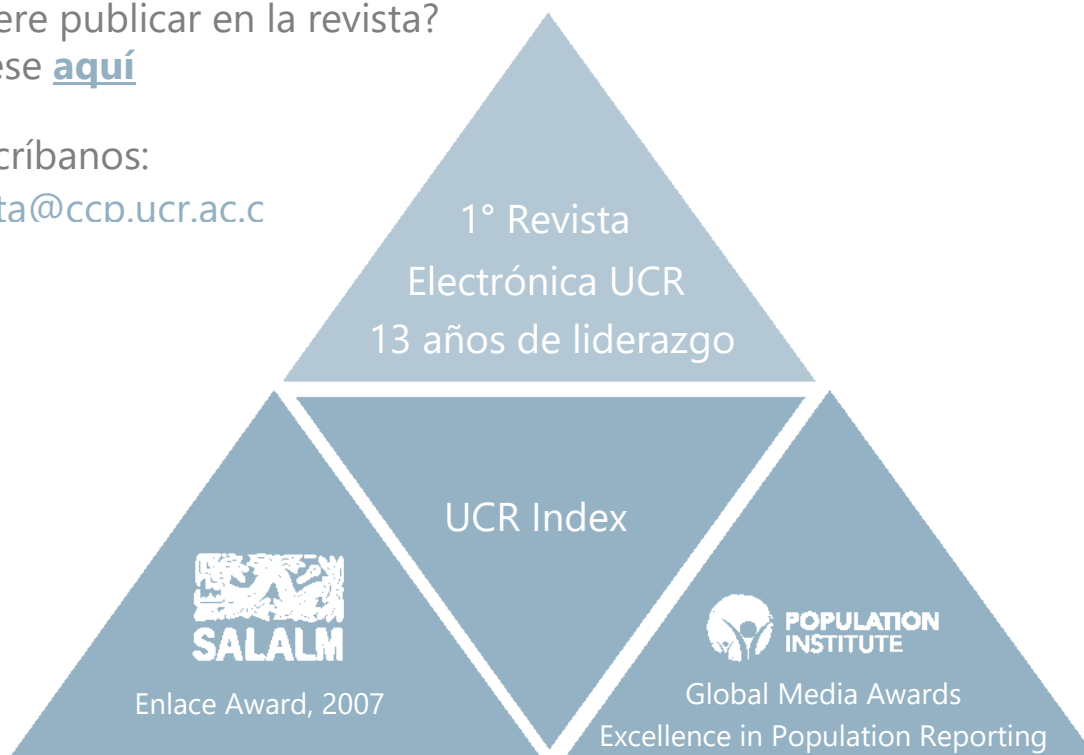 ere publicar en la revista?
ese aquí
críbanos:
ta@ccp.ucr.ac.c
1° Revista
Electrónica UCR
13 años de liderazgo
UCR Index
SALALM
Enlace Award, 2007
POPULATION
INSTITUTE
Global Media Awards
Excellence in Population Reporting